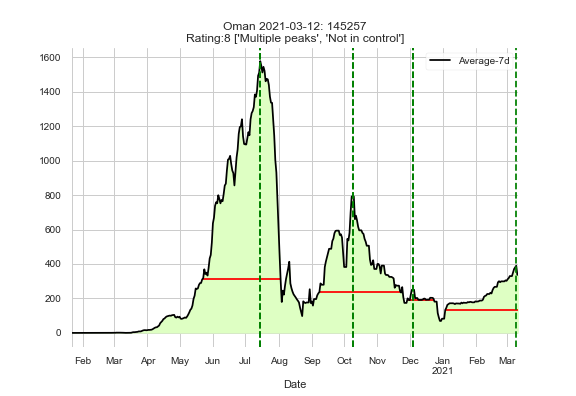 Oman 2021-03-12: 145257
Rating:8 ['Multiple peaks', 'Not in control']
Average-7d
1600
1400
1200
1000
800
600
400
200
0
Feb Mar Apr May Jun Jul Aug Sep Oct Nov Dec Jan Feb Mar
2021
Date